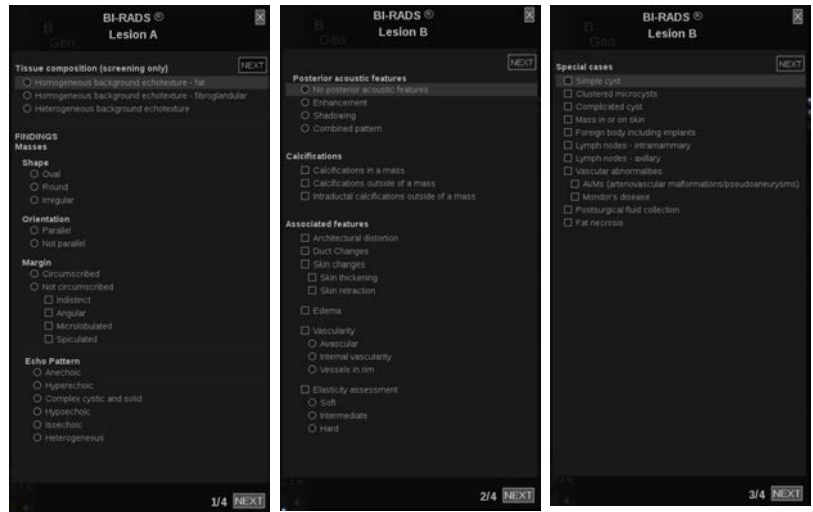 BI-RADS ®
Lesion A
X
NEXT
Tissue composition (screening only)
Homogeneous background echotexture - fat
Homogeneous background echotexture - fibroglandular
Heterogeneous background echotexture
FINDINGS
Masses
Shape
Oval
Round
Irregular
Orientation
Parallel
Not parallel
Margin
Circumscribed
Not circumscribed
Indistinct
Angular
Microlobulated
Spiculated
Echo Pattern
Anechoic
Hyperechoic
Complex cystic and solid
Hypoechoic
Isoechoic
Heterogeneous
1/4 NEXT
BI-RADS ®
Lesion B
X
NEXT
Posterior acoustic features
No posterior acoustic features
Enhancement
Shadowing
Combined pattern
Calcifications
Calcifications in a mass
Calcifications outside of a mass
Intraductal calcifications outside of a mass
Associated features
Architectural distortion
Duct Changes
Skin changes
Skin thickening
Skin retraction
Edema
Vascularity
Avascular
Internal vascularity
Vessels in rim
Elasticity assessment
Soft
Intermediate
Hard
2/4 NEXT
BI-RADS ®
Lesion B
X
NEXT
Special cases
Simple cyst
Clustered microcysts
Complicated cyst
Mass in or on skin
Foreign body including implants
Lymph nodes - intramammary
Lymph nodes - axillary
Vascular abnormalities
AVMs (arteriovascular malformations/pseudoaneurysms)
Mondor's disease
Postsurgical fluid collection
Fat necrosis
3/4 NEXT